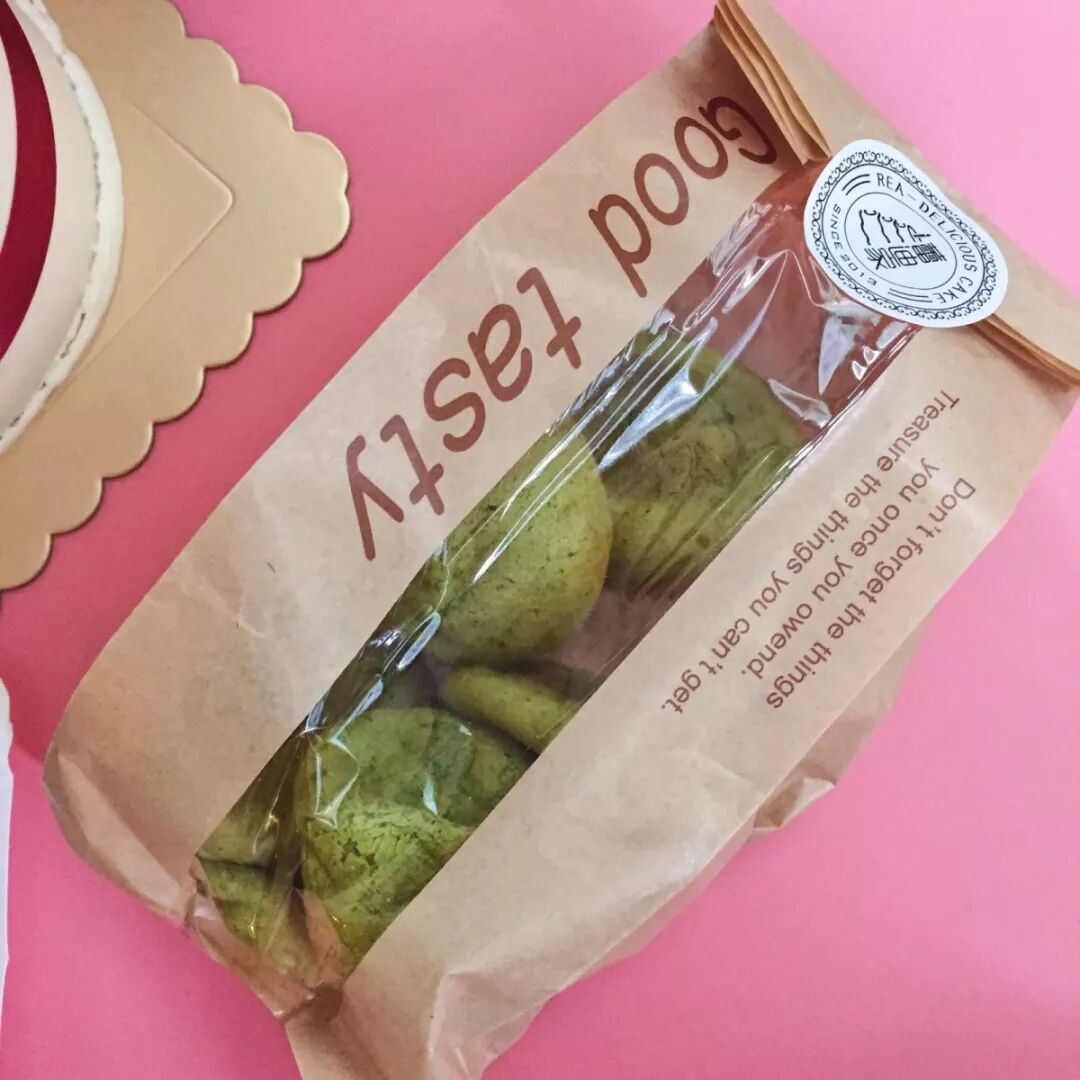 Good
tasty
Don't forget the things
you once you owend.
Treasure the things you can't get.
REA-DELICIOUS CAKE
SINCE 2013